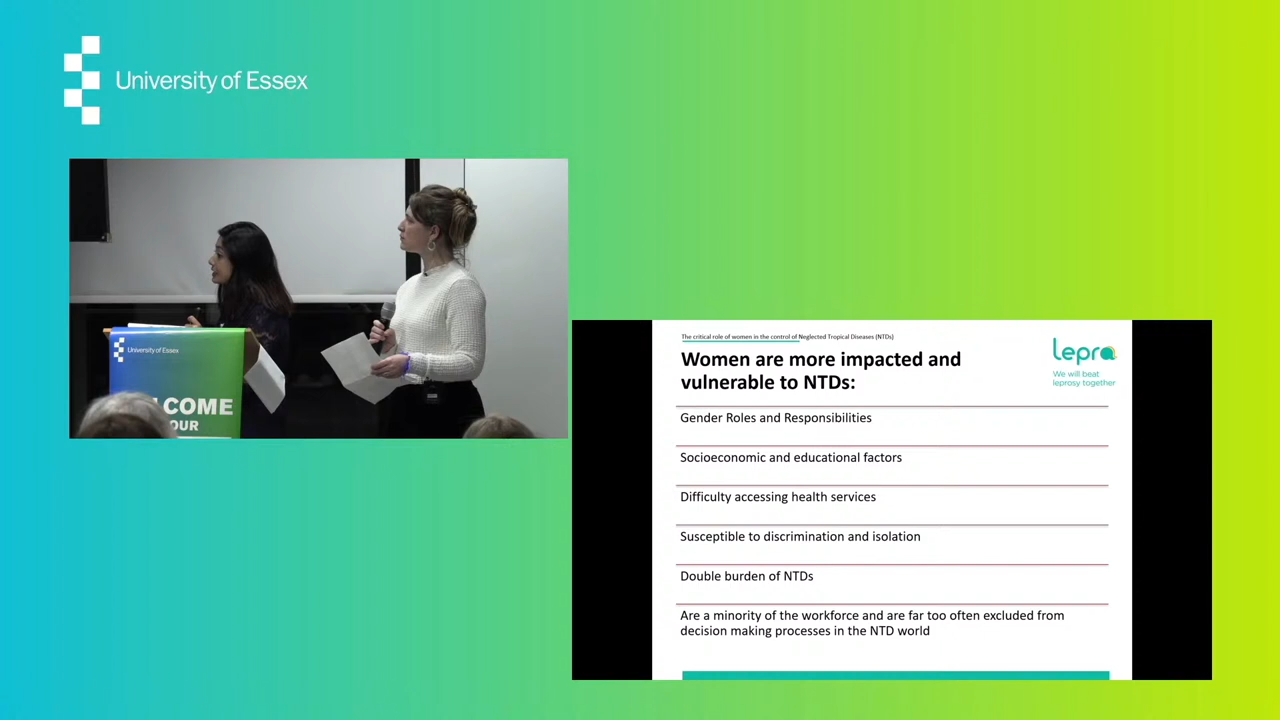 University of Essex
University of Essex
COME
OUR
The critical role of women in the control of Neglected Tropical Diseases (NTDs)
Women are more impacted and
vulnerable to NTDs:
lepra
We will beat
leprosy together
Gender Roles and Responsibilities
Socioeconomic and educational factors
Difficulty accessing health services
Susceptible to discrimination and isolation
Double burden of NTDs
Are a minority of the workforce and are far too often excluded from
decision making processes in the NTD world